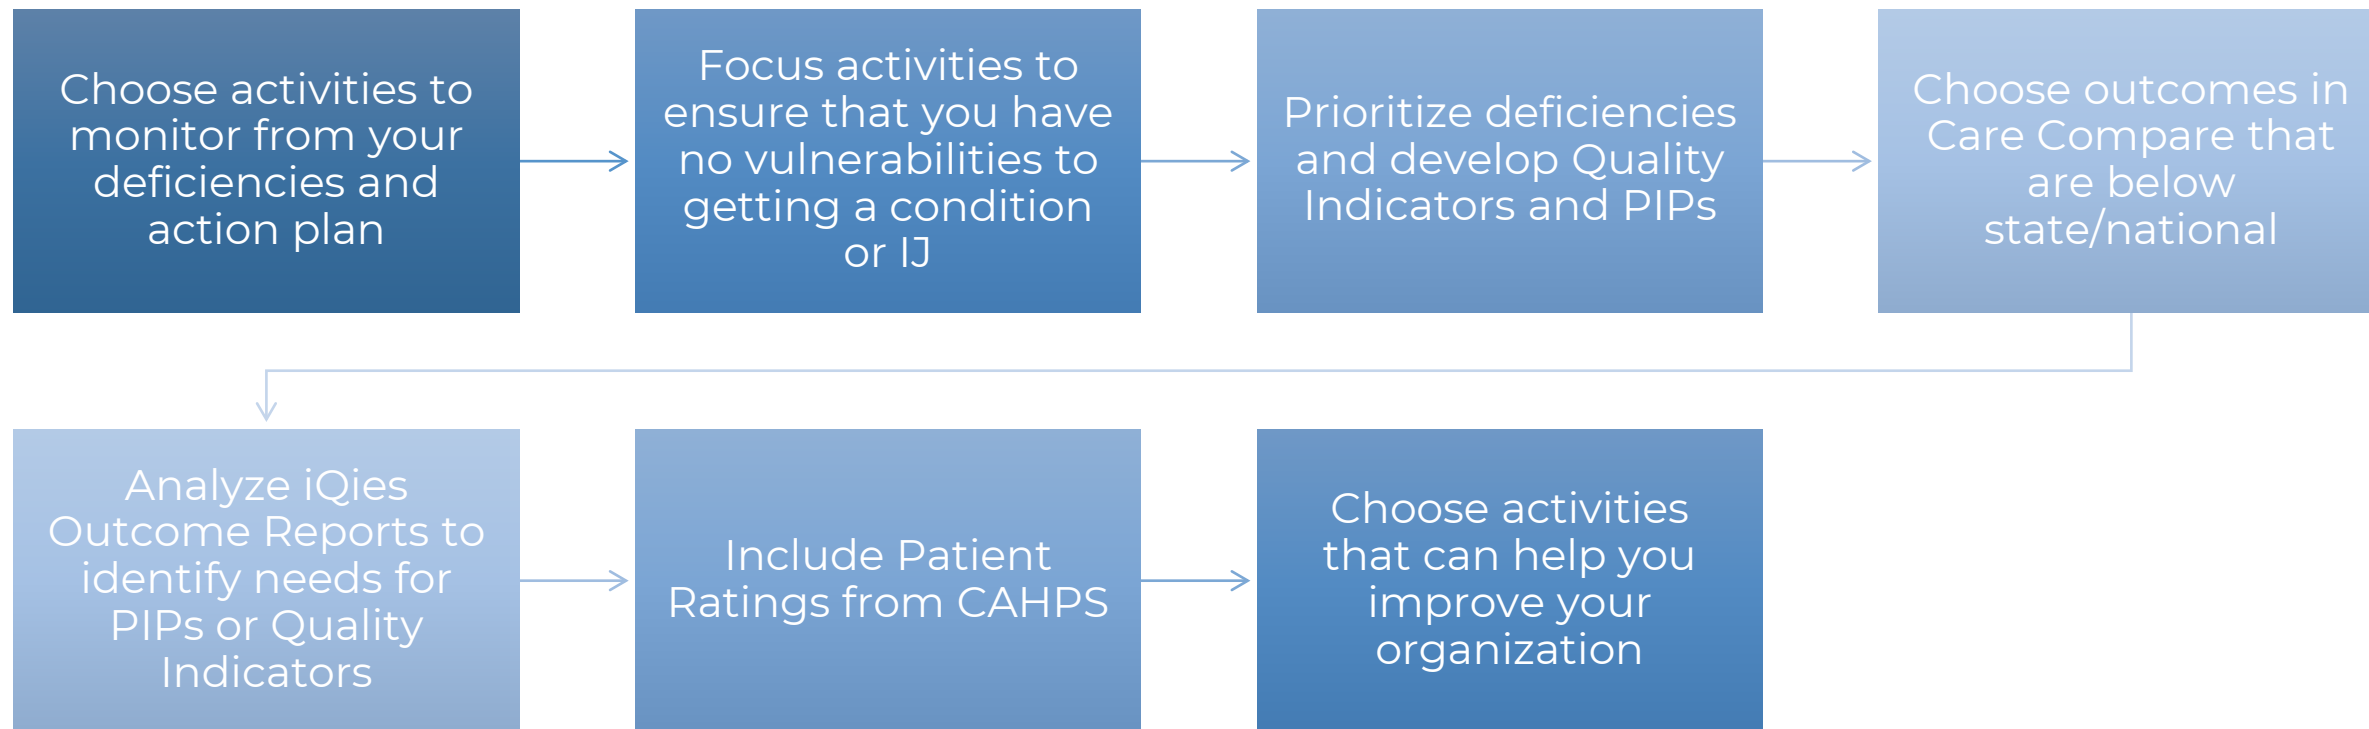 Choose activities to
monitor from your
deficiencies and
action plan
Focus activities to
ensure that you have
no vulnerabilities to
getting a condition
or IJ
Prioritize deficiencies
and develop Quality
Indicators and PIPs
Choose outcomes in
Care Compare that
are below
state/national
Analyze iQies
Outcome Reports to
identify needs for
PIPs or Quality
Indicators
Include Patient
Ratings from CAHPS
Choose activities
that can help you
improve your
organization